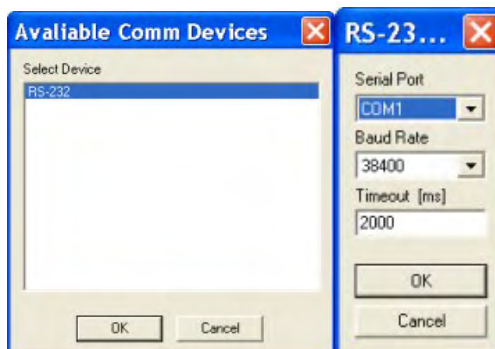 Avaliable Comm Devices
Select Device
RS-232
OK
Cancel
RS-23...
Serial Port
COM1
Baud Rate
38400
Timeout [ms]
2000
OK
Cancel